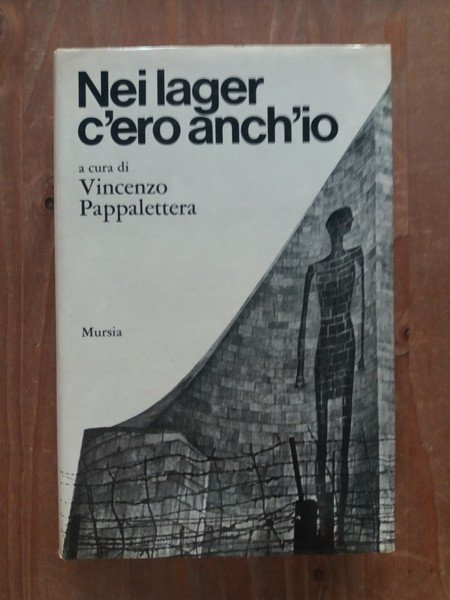 Nei lager
c'ero anch'io
a cura di
Vincenzo
Pappalettera
Mursia